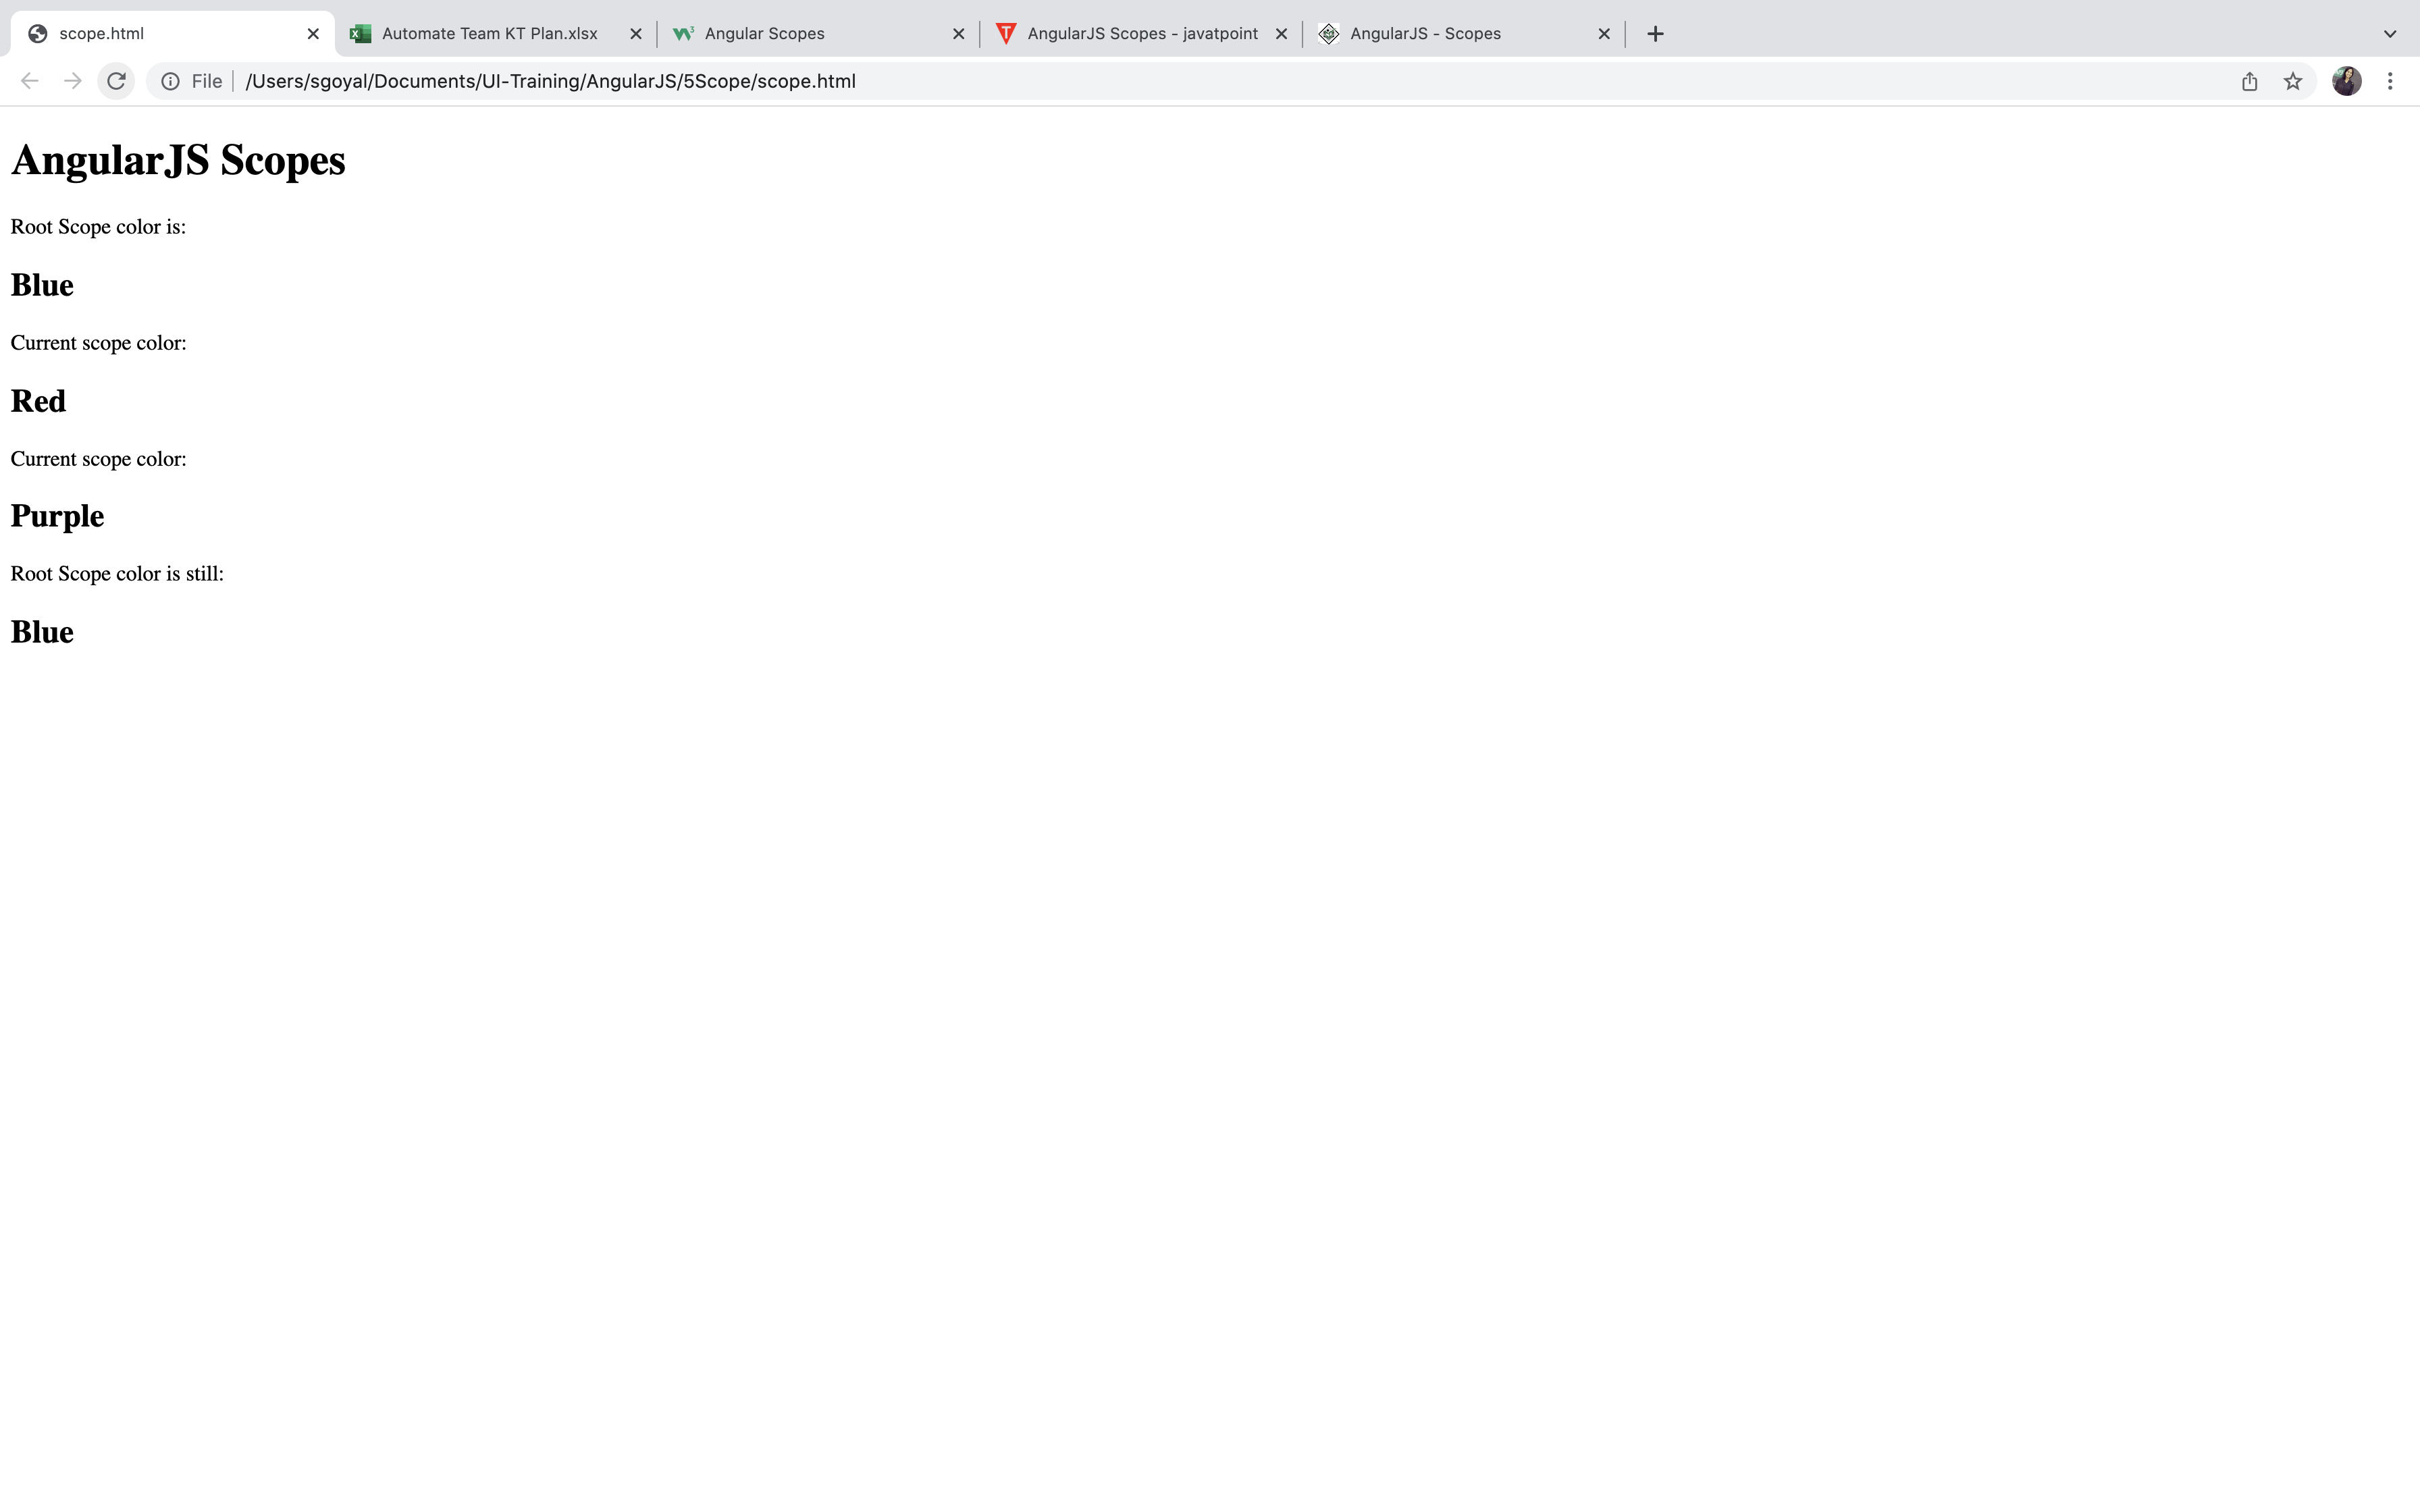 scope.html
Automate Team KT Plan.xlsx
Angular Scopes
AngularJS Scopes - javatpoint
AngularJS - Scopes
File
/Users/sgoyal/Documents/UI-Training/AngularJS/5Scope/scope.html
AngularJS Scopes
Root Scope color is:
Blue
Current scope color:
Red
Current scope color:
Purple
Root Scope color is still:
Blue